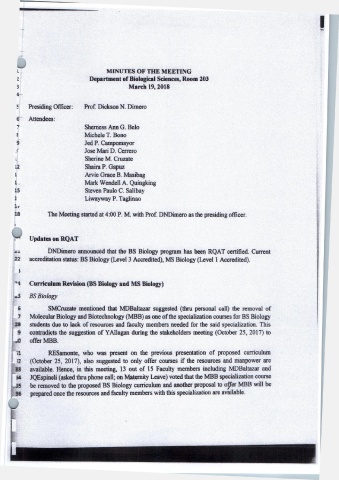 MINUTES OF THE MEETING
Department of Biological Sciences, Room 203
March 19, 2018
Presiding Officer: Prof. Dickson N. Dimero
Attendees:
Sherness Ann G. Belo
Michele T. Bono
Jed P. Campomayor
Jose Mari D. Cerrero
Sherine M. Cruzate
Shaira P. Gapuz
Arvie Grace B. Masibag
Mark Wendell A. Quingking
Steven Paulo C. Salibay
Liwayway P. Taglinao
The Meeting started at 4:00 P. M. with Prof. DNDimero as the presiding officer.
Updates on RQAT
DNDimero announced that the BS Biology program has been RQAT certified. Current
accreditation status: BS Biology (Level 3 Accredited), MS Biology (Level 1 Accredited).
Curriculum Revision (BS Biology and MS Biology)
BS Biology
SMCruzate mentioned that MDBaltazar suggested (thru personal call) the removal of
Molecular Biology and Biotechnology (MBB) as one of the specialization courses for BS Biology
students due to lack of resources and faculty members needed for the said specialization. This
contradicts the suggestion of YAIlagan during the stakeholders meeting (October 25, 2017) to
offer MBB.
RESamonte, who was present on the previous presentation of proposed curriculum
(October 25, 2017), also suggested to only offer courses if the resources and manpower are
available. Hence, in this meeting, 13 out of 15 Faculty members including MDBaltazar and
JQEspineli (asked thru phone call; on Maternity Leave) voted that the MBB specialization course
be removed to the proposed BS Biology curriculum and another proposal to offer MBB will be
prepared once the resources and faculty members with this specialization are available.